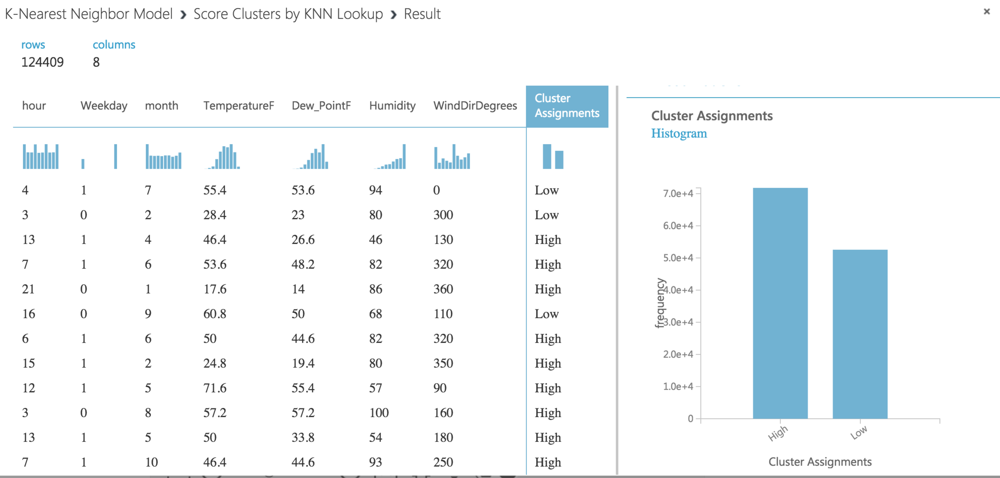 K-Nearest Neighbor Model › Score Clusters by KNN Lookup › Result
rows columns
124409 8
hour Weekday month TemperatureF Dew_PointF Humidity WindDirDegrees Cluster Assignments
4 1 7 55.4 53.6 94 0 Low
3 0 2 28.4 23 80 300 Low
13 1 4 46.4 26.6 46 130 High
7 1 6 53.6 48.2 82 320 High
21 0 1 17.6 14 86 360 High
16 0 9 60.8 50 68 110 Low
6 1 6 50 44.6 82 320 High
15 1 2 24.8 19.4 80 350 High
12 1 5 71.6 55.4 57 90 High
3 0 8 57.2 57.2 100 160 High
13 1 5 50 33.8 54 180 High
7 1 10 46.4 44.6 93 250 High
Cluster Assignments
Histogram
7.0e+4
6.0e+4
5.0e+4
4.0e+4
3.0e+4
2.0e+4
1.0e+4
0
frequency
High Low
Cluster Assignments